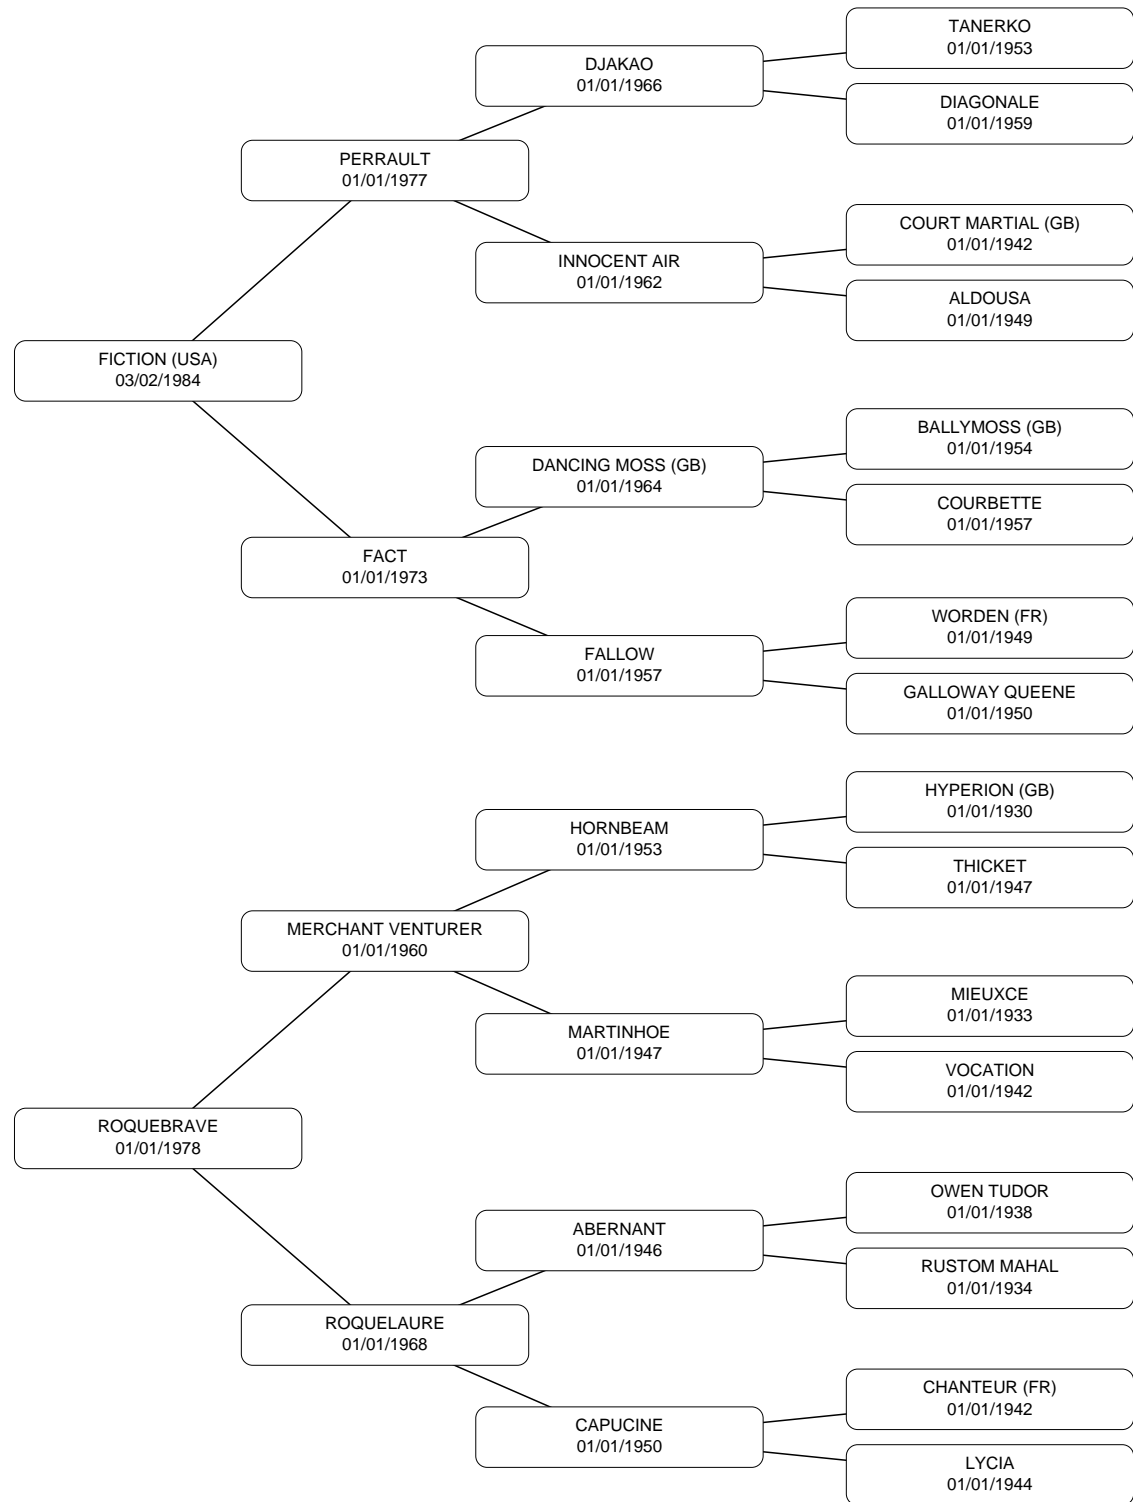 TANERKO
01/01/1953
DJAKAO
01/01/1966
DIAGONALE
01/01/1959
PERRAULT
01/01/1977
COURT MARTIAL (GB)
01/01/1942
INNOCENT AIR
01/01/1962
ALDOUSA
01/01/1949
FICTION (USA)
03/02/1984
BALLYMOSS (GB)
01/01/1954
DANCING MOSS (GB)
01/01/1964
COURBETTE
01/01/1957
FACT
01/01/1973
WORDEN (FR)
01/01/1949
FALLOW
01/01/1957
GALLOWAY QUEENE
01/01/1950
HYPERION (GB)
01/01/1930
HORNBEAM
01/01/1953
THICKET
01/01/1947
MERCHANT VENTURER
01/01/1960
MIEUXCE
01/01/1933
MARTINHOE
01/01/1947
VOCATION
01/01/1942
ROQUEBRAVE
01/01/1978
OWEN TUDOR
01/01/1938
ABERNANT
01/01/1946
RUSTOM MAHAL
01/01/1934
ROQUELAURE
01/01/1968
CHANTEUR (FR)
01/01/1942
CAPUCINE
01/01/1950
LYCIA
01/01/1944